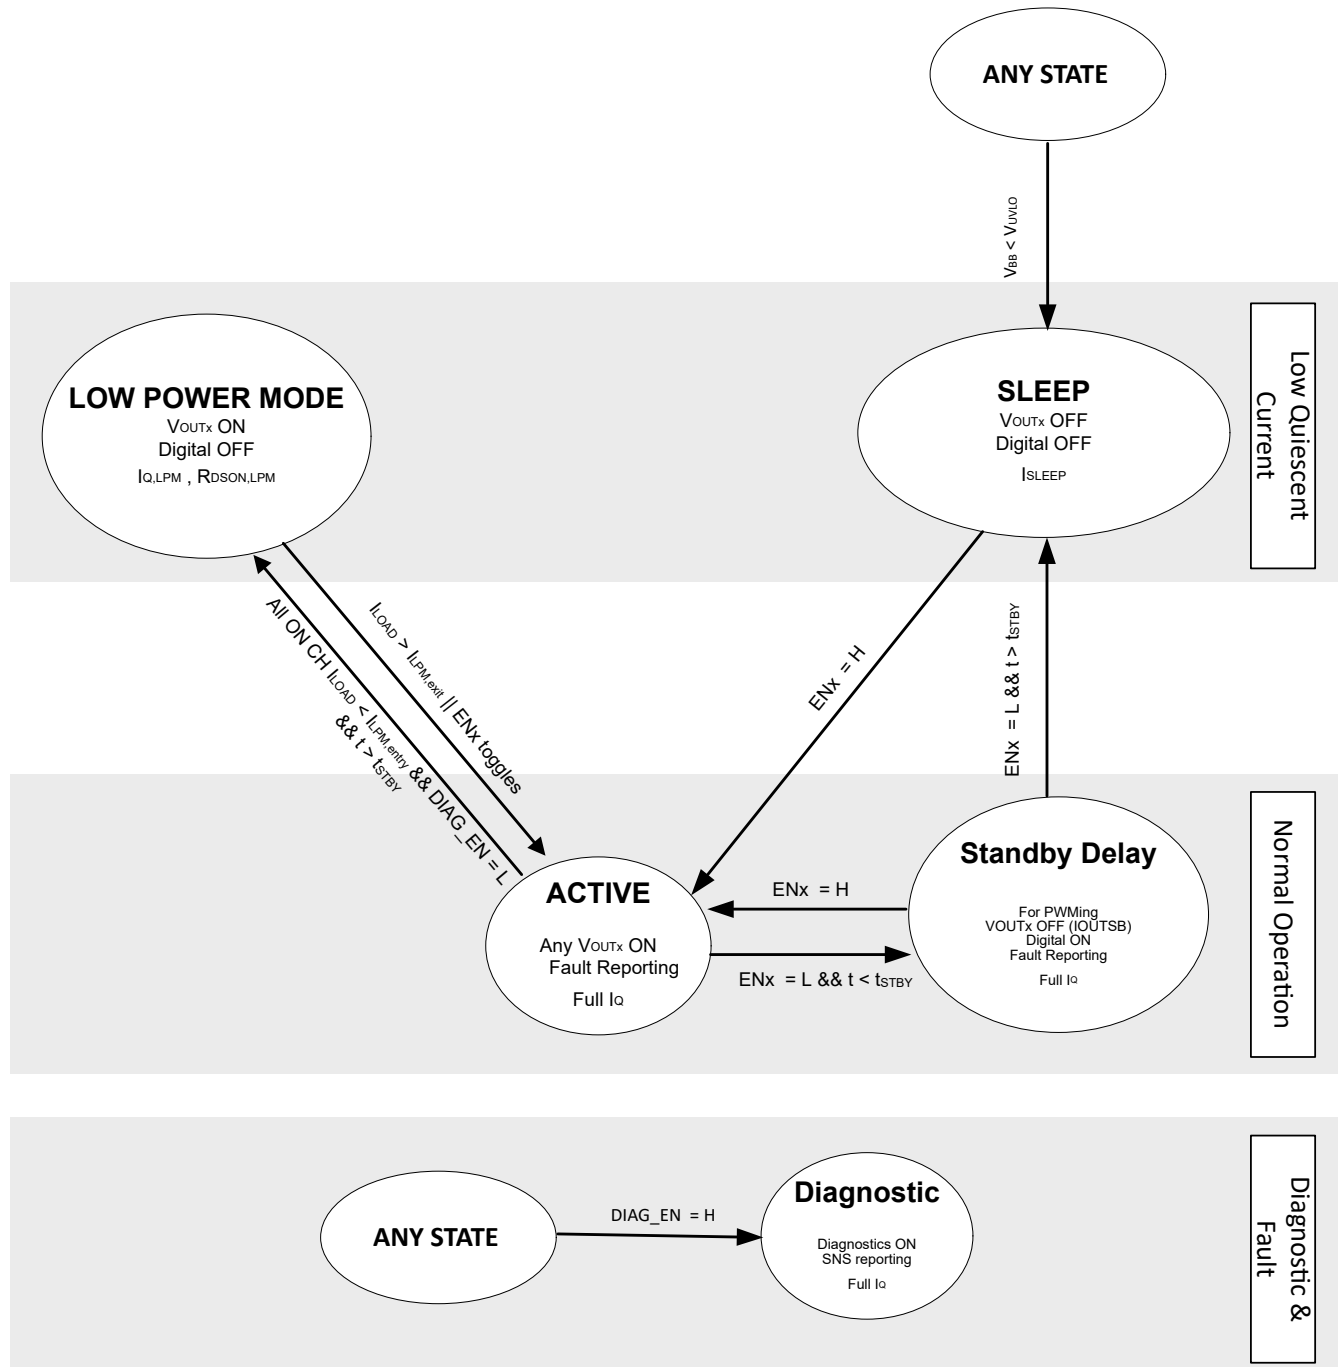 ANY STATE
VBB < VUVLO
Low Quiescent
Current
LOW POWER MODE
VOUTx ON
Digital OFF
IQ,LPM , RDSON,LPM
SLEEP
VOUTx OFF
Digital OFF
ISLEEP
ILOAD > ILPM,exit || ENx toggles
All ON CH ILOAD < ILPM,entry && DIAG_EN = L
&& t > tSTBY
ENx = H
ENx = L && t > tSTBY
Normal Operation
ACTIVE
Any VOUTx ON
Fault Reporting
Full IQ
ENx = H
ENx = L && t < tSTBY
Standby Delay
For PWMing
VOUTx OFF (IOUTSB)
Digital ON
Fault Reporting
Full IQ
Diagnostic &
Fault
ANY STATE
DIAG_EN = H
Diagnostic
Diagnostics ON
SNS reporting
Full IQ